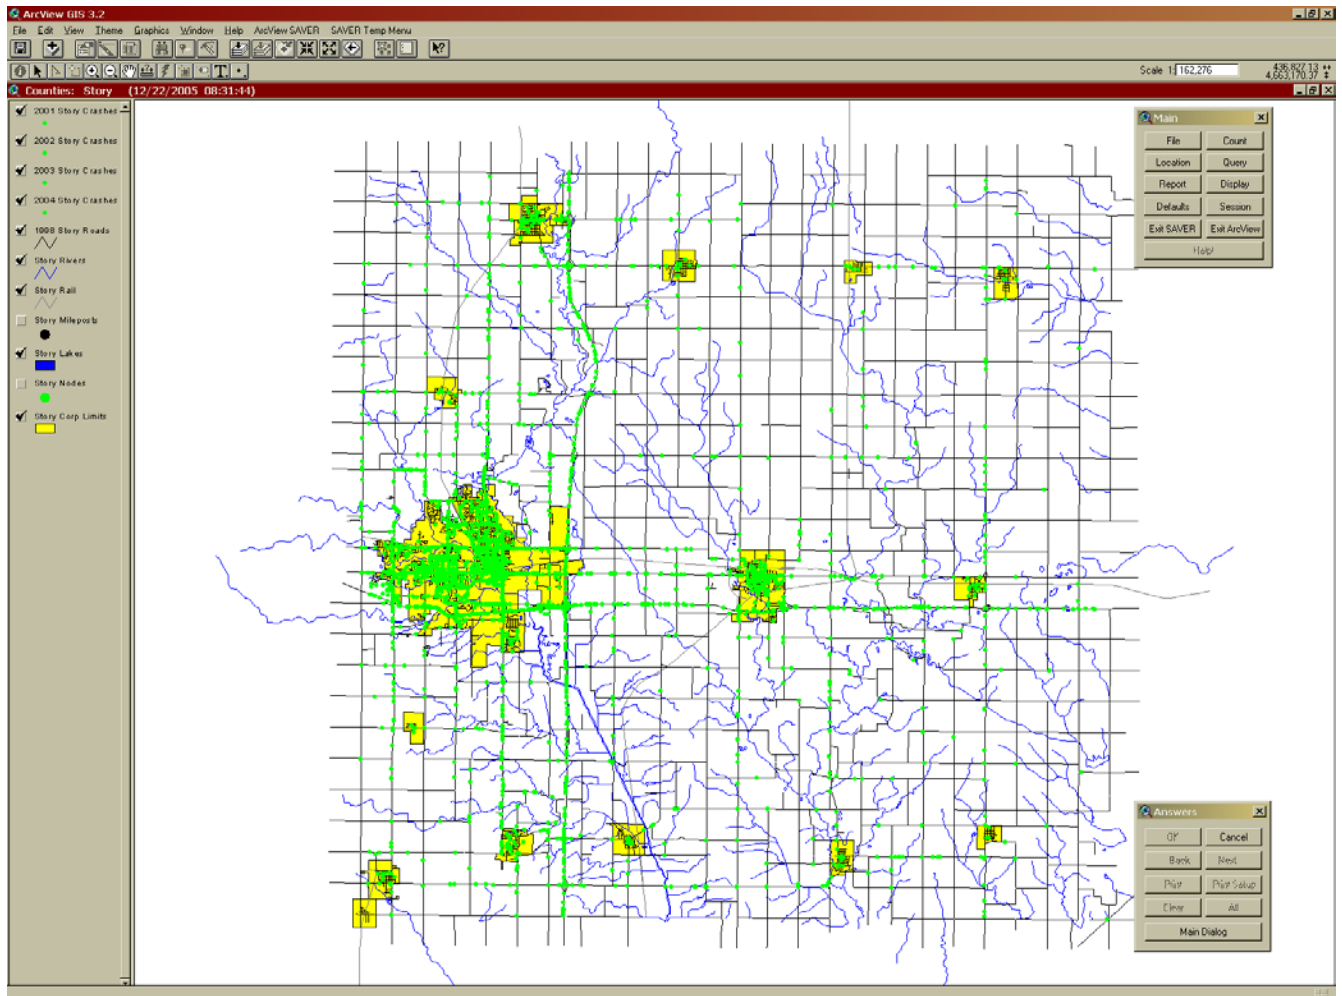 ArcView GIS 3.2
File Edit View Theme Graphics Window Help ArcView SAVER SAVER Temp Menu
Scale 1: 162,276
436,827.13
4,663,170.37
Counties: Story (12/22/2005 08:31:44)
2001 Story Crashes
2002 Story Crashes
2003 Story Crashes
2004 Story Crashes
1998 Story Roads
Story Rivers
Story Rail
Story Mileposts
Story Lakes
Story Nodes
Story Corp Limits
Main
File Count
Location Query
Report Display
Defaults Session
Exit SAVER Exit ArcView
Help!
Answers
OK Cancel
Back Next
Print Print Setup
Clear All
Main Dialog